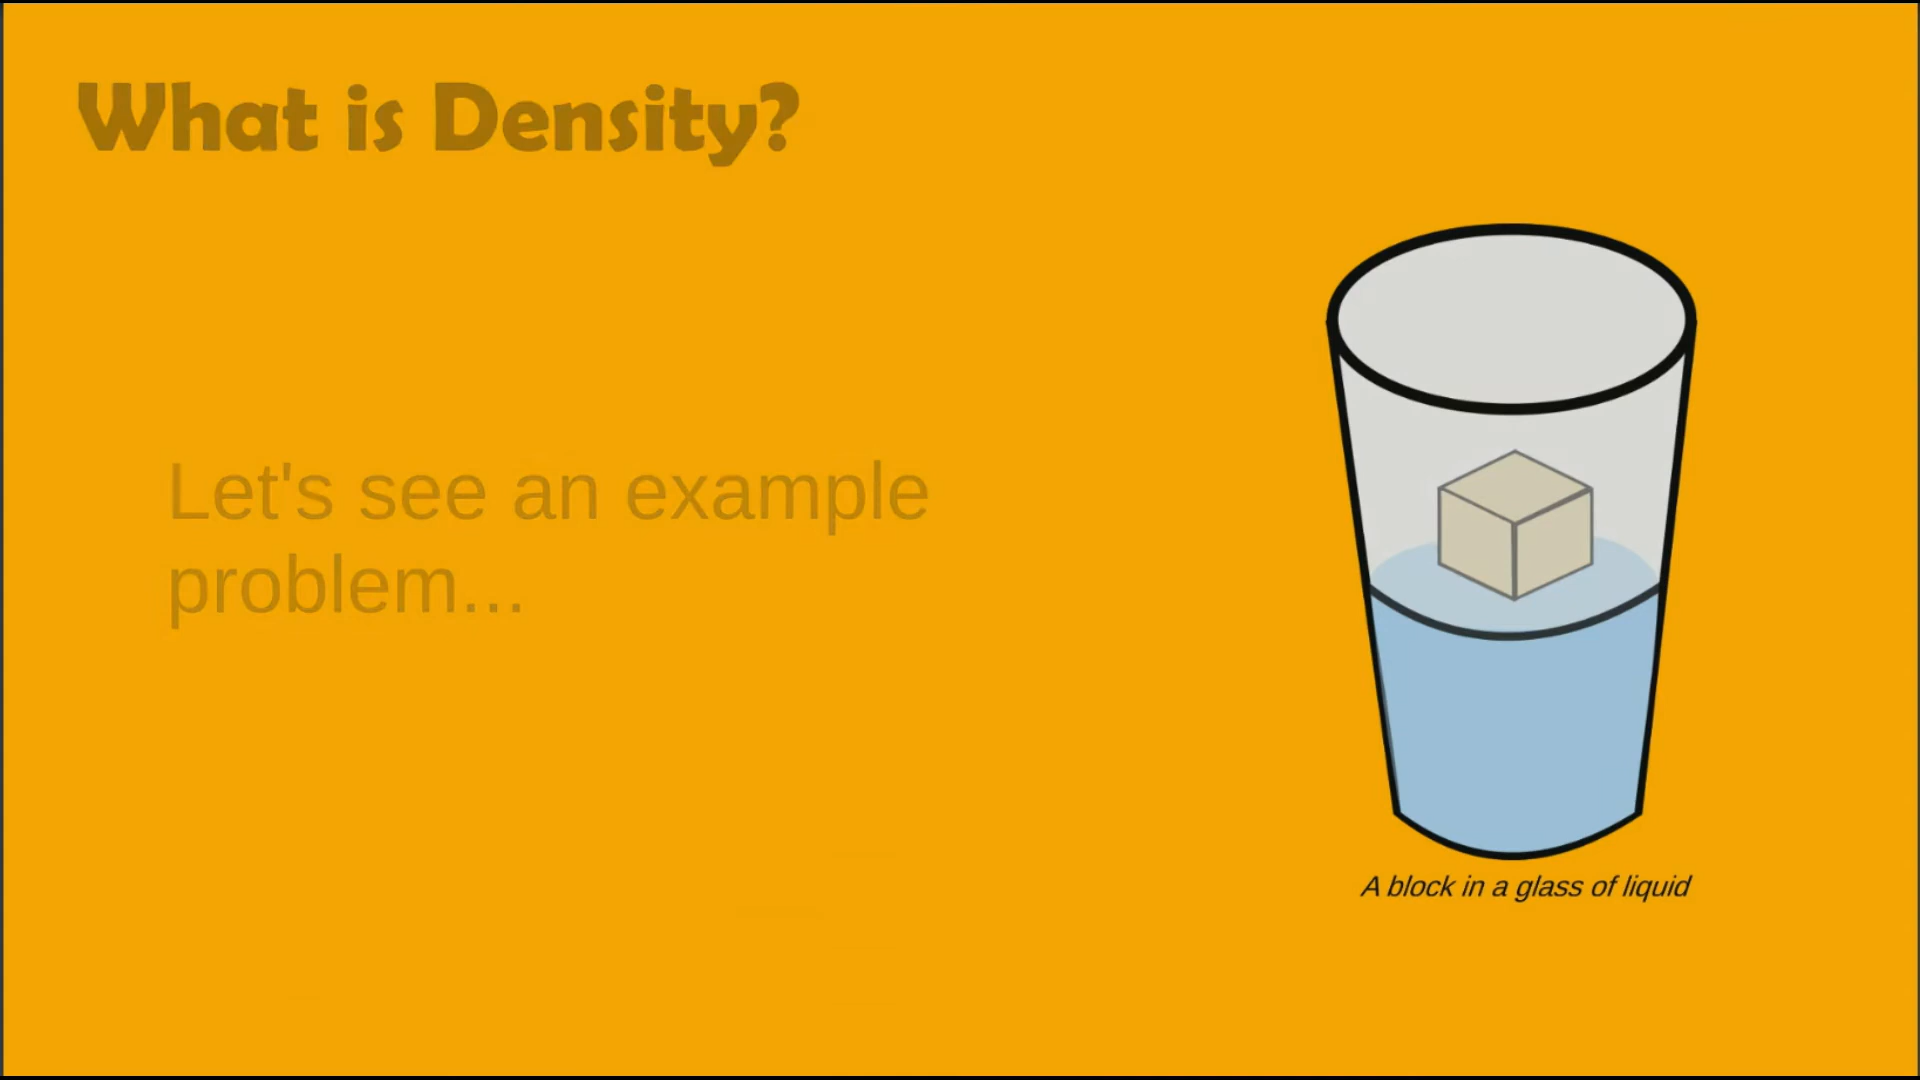 What is Density?
Let's see an example
problem...
A block in a glass of liquid